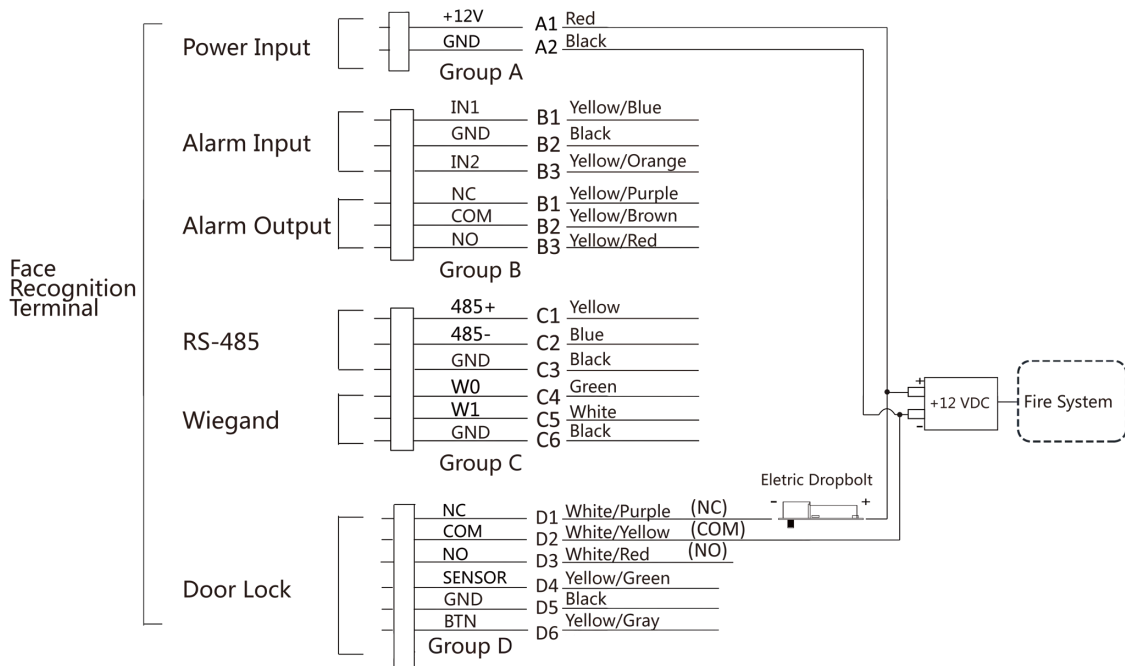 Face
Recognition
Terminal
Power Input
+12V A1 Red
GND A2 Black
Group A
Alarm Input
IN1 B1 Yellow/Blue
GND B2 Black
IN2 B3 Yellow/Orange
Alarm Output
NC B1 Yellow/Purple
COM B2 Yellow/Brown
NO B3 Yellow/Red
Group B
RS-485
485+ C1 Yellow
485- C2 Blue
GND C3 Black
Wiegand
W0 C4 Green
W1 C5 White
GND C6 Black
Group C
Door Lock
NC D1 White/Purple (NC)
COM D2 White/Yellow (COM)
NO D3 White/Red (NO)
SENSOR D4 Yellow/Green
GND D5 Black
BTN D6 Yellow/Gray
Group D
Eletric Dropbolt
- +
+
+12 VDC
-
Fire System